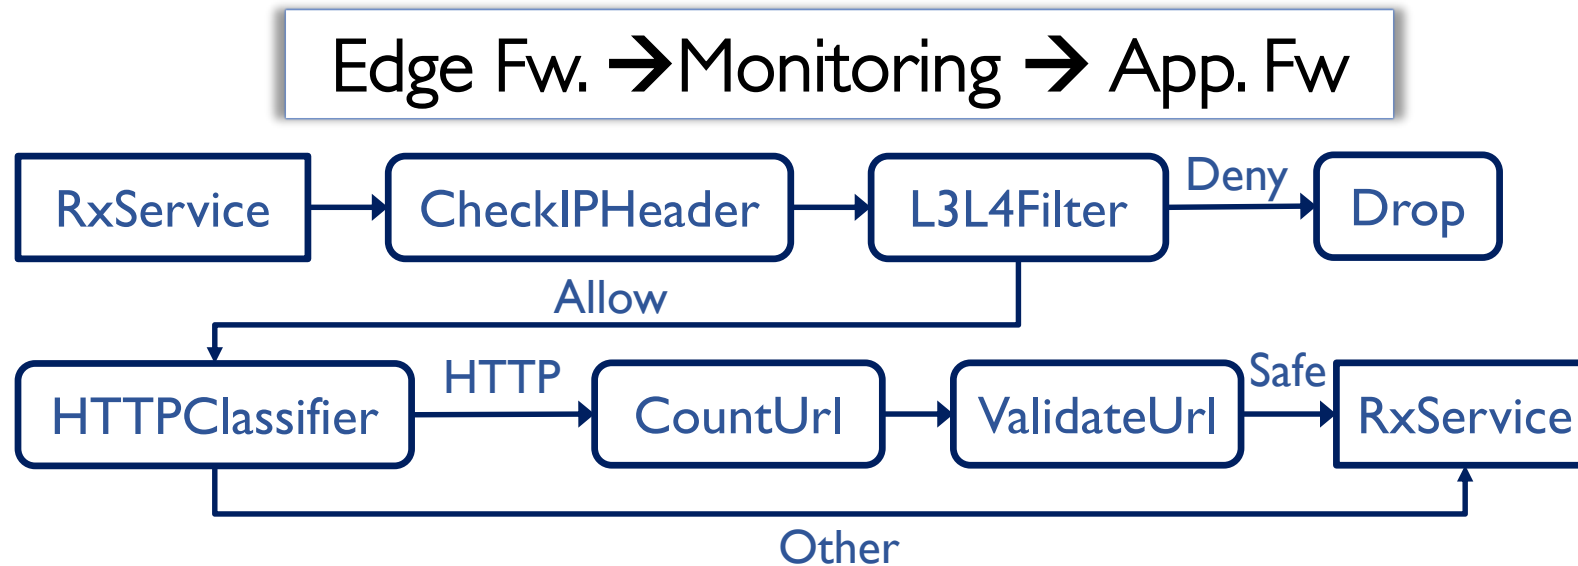 Edge Fw. → Monitoring → App. Fw
RxService
CheckIPHeader
L3L4Filter
Deny
Drop
Allow
HTTPClassifier
HTTP
CountUrl
ValidateUrl
Safe
RxService
Other